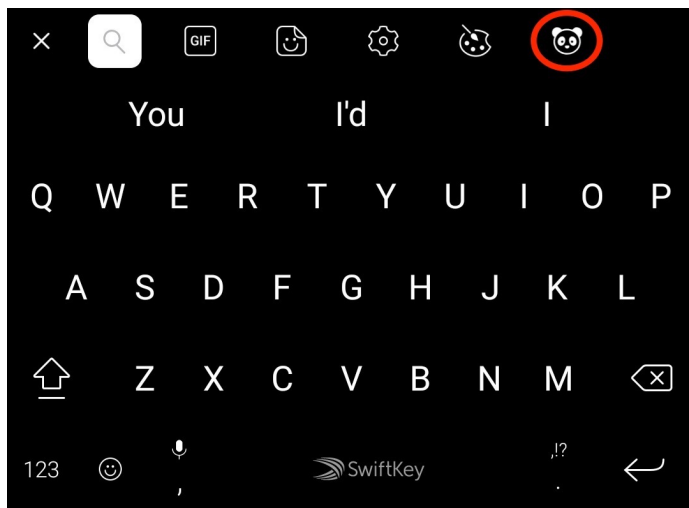 GIF
You I'd I
Q W E R T Y U I O P
A S D F G H J K L
Z X C V B N M
,!?
123 , SwiftKey .